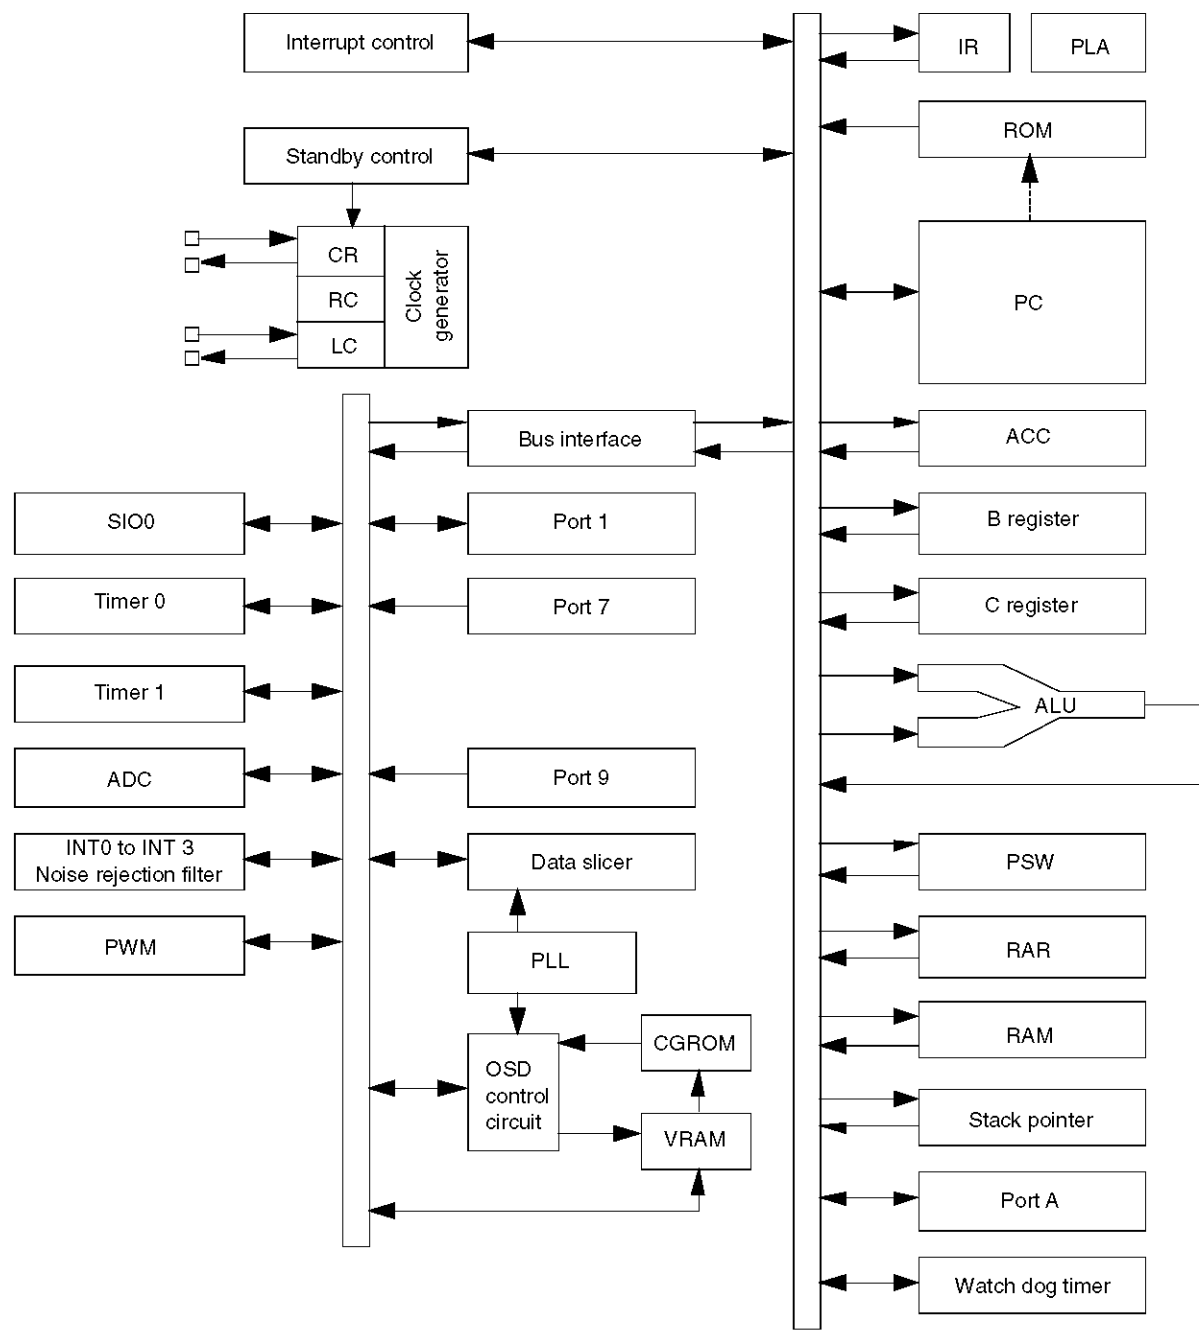 Interrupt control
IR
PLA
ROM
Standby control
CR
RC
LC
Clock
generator
PC
Bus interface
ACC
SIO0
Port 1
B register
Timer 0
Port 7
C register
Timer 1
ALU
ADC
Port 9
INT0 to INT 3
Noise rejection filter
Data slicer
PSW
PWM
PLL
RAR
OSD
control
circuit
CGROM
RAM
VRAM
Stack pointer
Port A
Watch dog timer